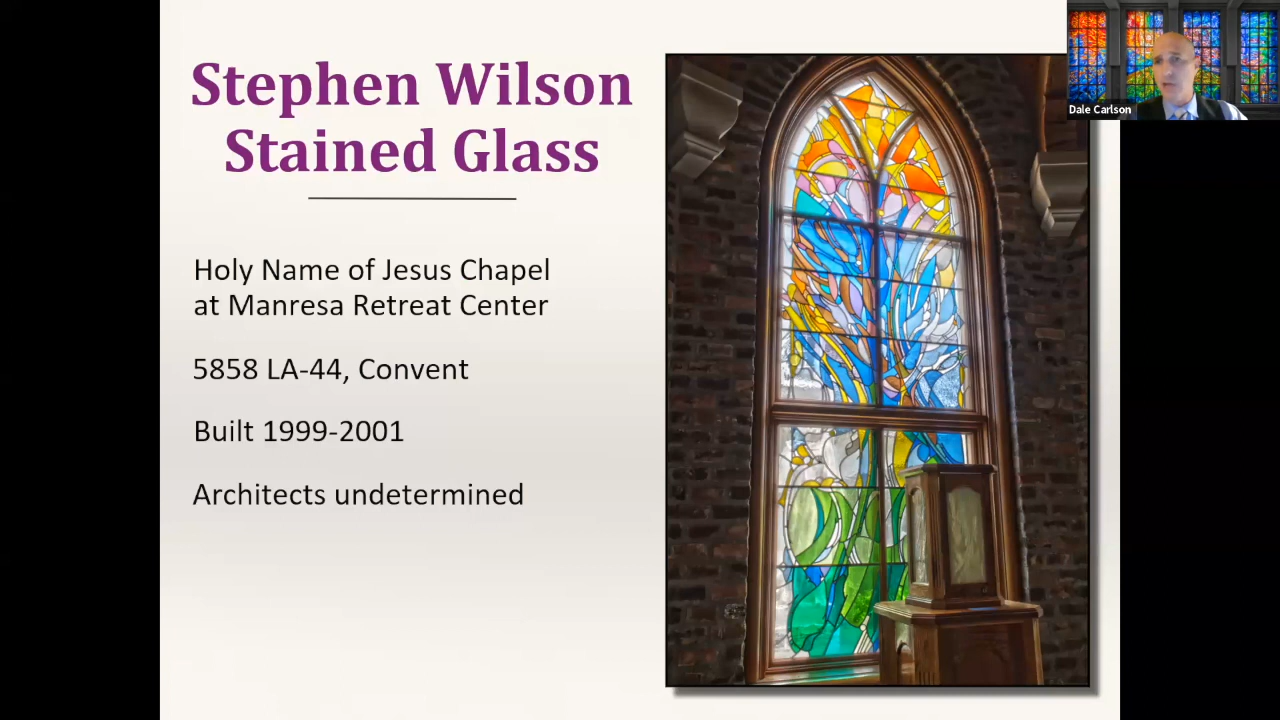 Stephen Wilson
Stained Glass
Holy Name of Jesus Chapel
at Manresa Retreat Center
5858 LA-44, Convent
Built 1999-2001
Architects undetermined
Dale Carlson